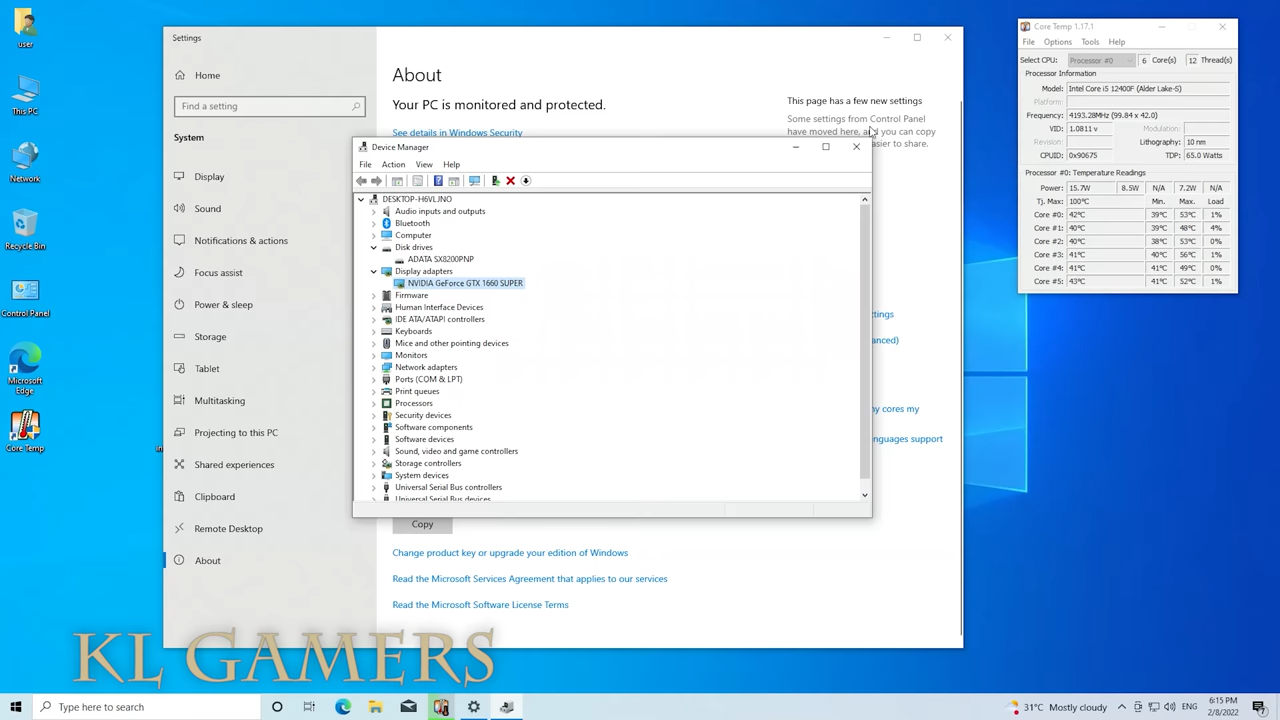 user
This PC
Network
Recycle Bin
Control Panel
Microsoft
Edge
Core Temp
Settings
Home
Find a setting
System
Display
Sound
Notifications & actions
Focus assist
Power & sleep
Storage
Tablet
Multitasking
Projecting to this PC
Shared experiences
Clipboard
Remote Desktop
About
About
Your PC is monitored and protected.
See details in Windows Security
This page has a few new settings
Some settings from Control Panel
have moved here, and you can copy
easier to share.
Device Manager
File Action View Help
DESKTOP-H6VLJNO
Audio inputs and outputs
Bluetooth
Computer
Disk drives
ADATA SX8200PNP
Display adapters
NVIDIA GeForce GTX 1660 SUPER
Firmware
Human Interface Devices
IDE ATA/ATAPI controllers
Keyboards
Mice and other pointing devices
Monitors
Network adapters
Ports (COM & LPT)
Print queues
Processors
Security devices
Software components
Software devices
Sound, video and game controllers
Storage controllers
System devices
Universal Serial Bus controllers
Universal Serial Bus devices
ttings
anced)
ny cores my
nguages support
in
Copy
Change product key or upgrade your edition of Windows
Read the Microsoft Services Agreement that applies to our services
Read the Microsoft Software License Terms
Core Temp 1.17.1
File Options Tools Help
Select CPU: Processor #0 6 Core(s) 12 Thread(s)
Processor Information
Model: Intel Core i5 12400F (Alder Lake-S)
Platform:
Frequency: 4193.28MHz (99.84 x 42.0)
VID: 1.0811 v Modulation:
Revision: Lithography: 10 nm
CPUID: 0x90675 TDP: 65.0 Watts
Processor #0: Temperature Readings
Power: 15.7W 8.5W N/A 7.2W N/A
Tj. Max: 100°C Min. Max. Load
Core #0: 42°C 39°C 53°C 1%
Core #1: 40°C 39°C 48°C 4%
Core #2: 40°C 38°C 53°C 0%
Core #3: 41°C 40°C 53°C 1%
Core #4: 41°C 41°C 49°C 0%
Core #5: 43°C 41°C 52°C 1%
KL GAMERS
Type here to search
31°C Mostly cloudy
ENG
6:15 PM
2/8/2022